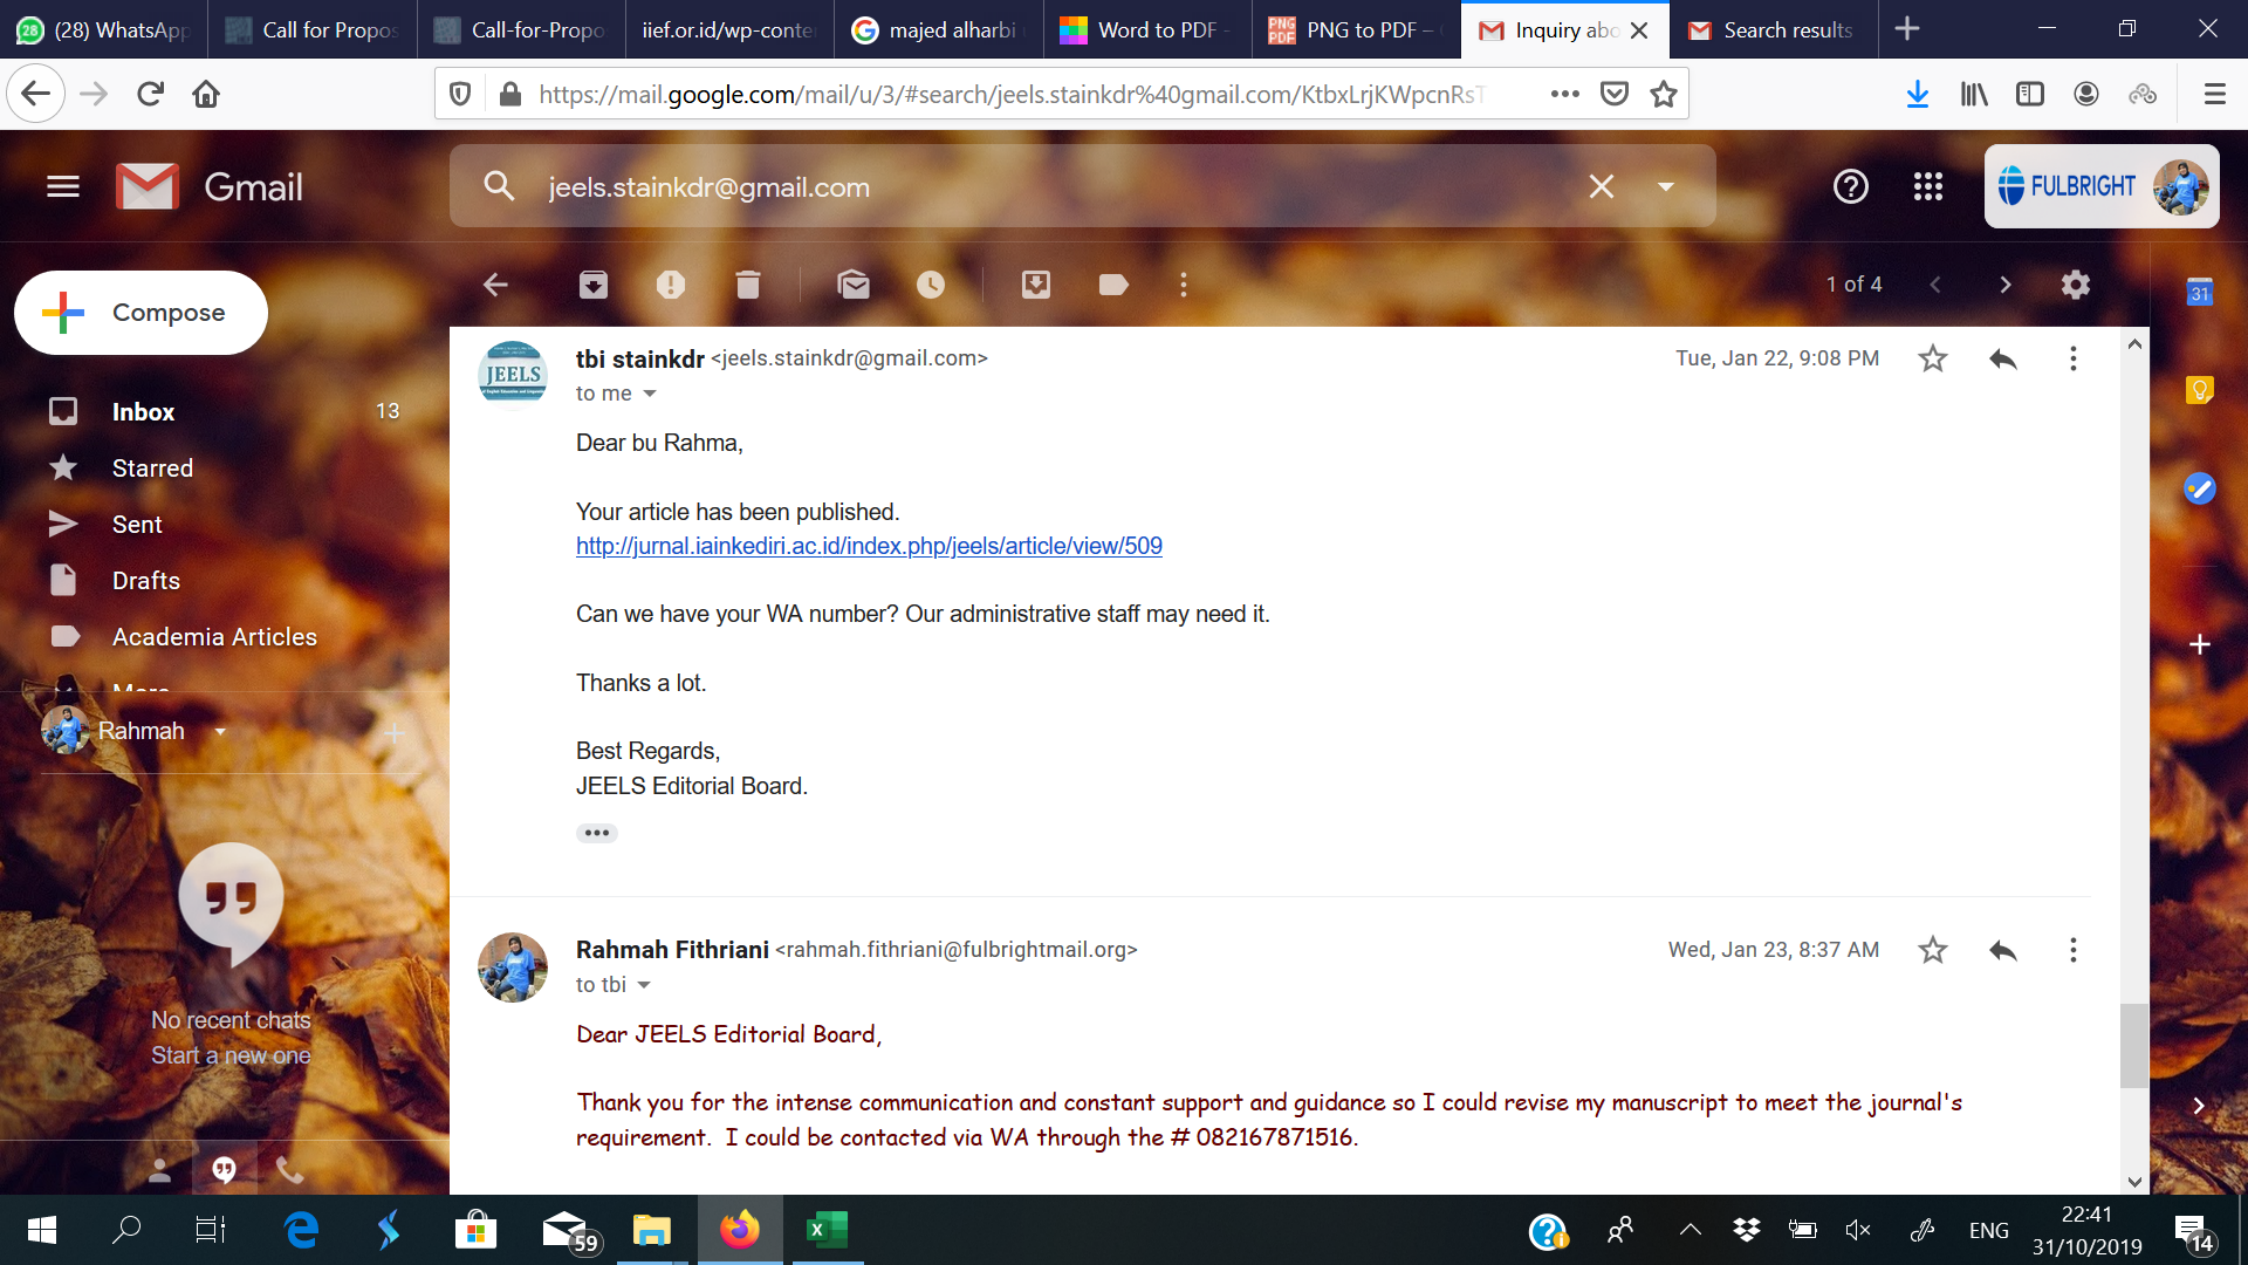 (28) WhatsApp
Call for Propos
Call-for-Propo
iief.or.id/wp-conte
majed alharbi
Word to PDF -
PNG to PDF –
Inquiry abo
Search results
https://mail.google.com/mail/u/3/#search/jeels.stainkdr%40gmail.com/KtbxLrjKWpcnRsT
Gmail
jeels.stainkdr@gmail.com
FULBRIGHT
Compose
1 of 4
31
Inbox 13
Starred
Sent
Drafts
Academia Articles
More
Rahmah
No recent chats
Start a new one
JEELS
tbi stainkdr <jeels.stainkdr@gmail.com>
Tue, Jan 22, 9:08 PM
to me
Dear bu Rahma,
Your article has been published.
http://jurnal.iainkediri.ac.id/index.php/jeels/article/view/509
Can we have your WA number? Our administrative staff may need it.
Thanks a lot.
Best Regards,
JEELS Editorial Board.
Rahmah Fithriani <rahmah.fithriani@fulbrightmail.org>
Wed, Jan 23, 8:37 AM
to tbi
Dear JEELS Editorial Board,
Thank you for the intense communication and constant support and guidance so I could revise my manuscript to meet the journal's
requirement. I could be contacted via WA through the # 082167871516.
59
ENG
22:41
31/10/2019
14